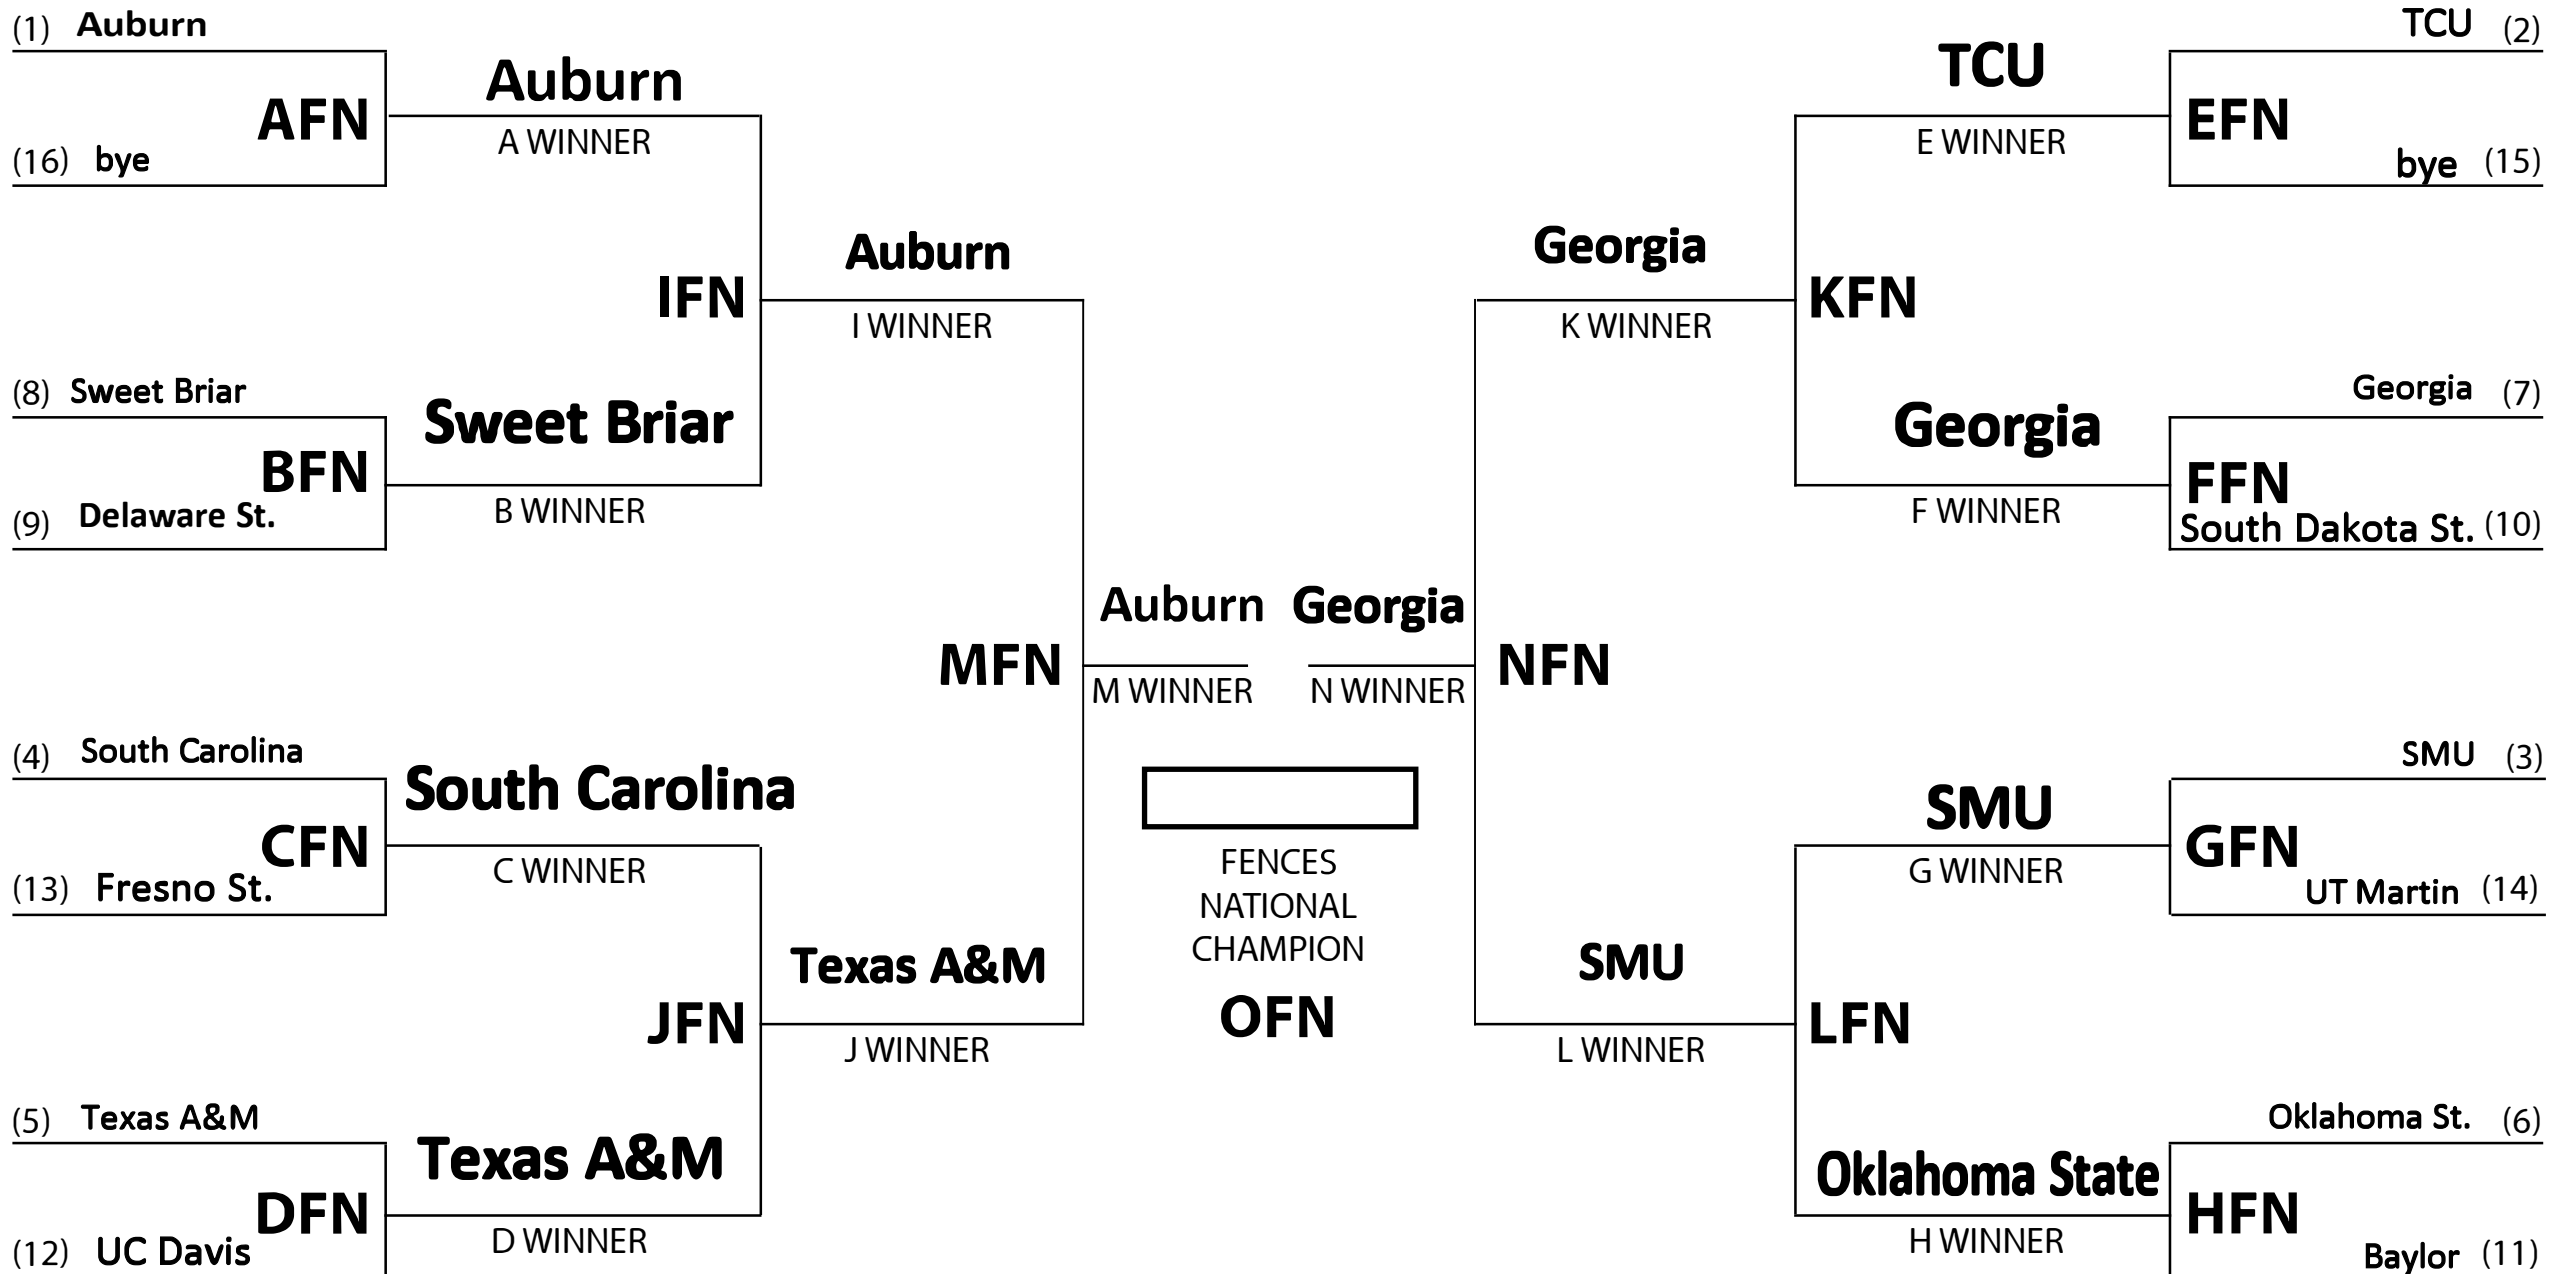 (1) Auburn
AFN
(16) bye
Auburn
A WINNER
IFN
(8) Sweet Briar
BFN
(9) Delaware St.
Sweet Briar
B WINNER
Auburn
I WINNER
MFN
(4) South Carolina
CFN
(13) Fresno St.
South Carolina
C WINNER
JFN
(5) Texas A&M
DFN
(12) UC Davis
Texas A&M
D WINNER
Texas A&M
J WINNER
Auburn
M WINNER
Georgia
N WINNER
FENCES
NATIONAL
CHAMPION
OFN
TCU (2)
EFN
bye (15)
TCU
E WINNER
KFN
Georgia (7)
FFN
South Dakota St. (10)
Georgia
F WINNER
Georgia
K WINNER
NFN
SMU (3)
GFN
UT Martin (14)
SMU
G WINNER
LFN
Oklahoma St. (6)
HFN
Baylor (11)
Oklahoma State
H WINNER
SMU
L WINNER